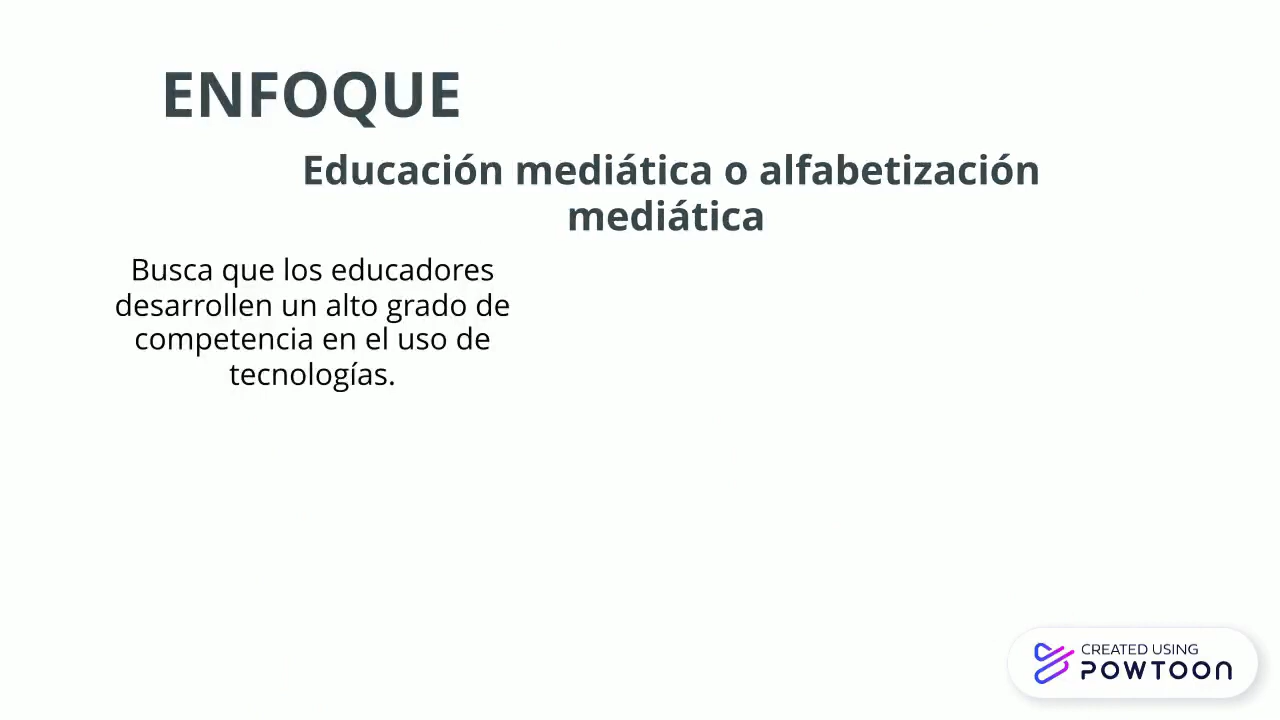 ENFOQUE
Educación mediática o alfabetización
mediática
Busca que los educadores
desarrollen un alto grado de
competencia en el uso de
tecnologías.
CREATED USING
POWTOON